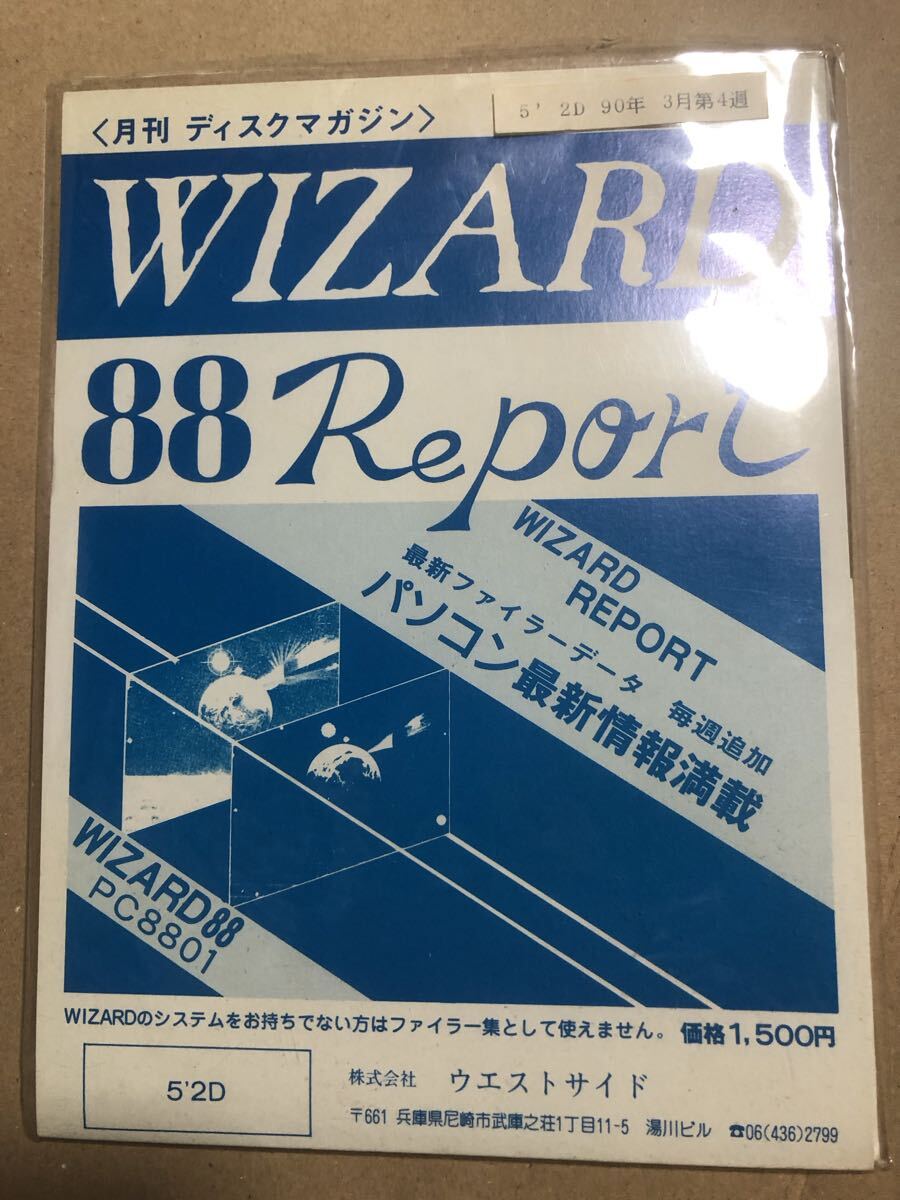 〈月刊 ディスクマガジン〉
5’ 2D 90年 3月第4週
WIZARD
88 Report
WIZARD
REPORT
最新ファイラーデータ 毎週追加
パソコン最新情報満載
WIZARD88
PC8801
WIZARDのシステムをお持ちでない方はファイラー集として使えません。 価格1,500円
5’2D
株式会社 ウエストサイド
〒661 兵庫県尼崎市武庫之荘1丁目11-5 湯川ビル ☎06(436)2799